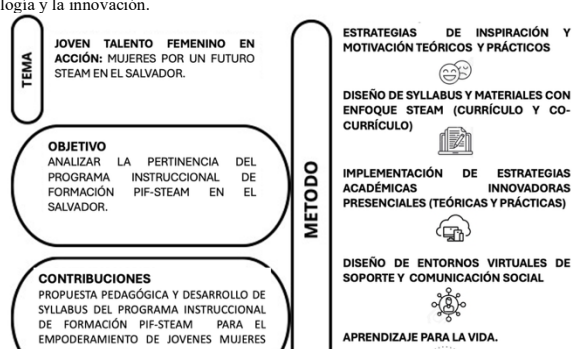 logía y la innovación.
TEMA
JOVEN TALENTO FEMENINO EN
ACCIÓN: MUJERES POR UN FUTURO
STEAM EN EL SALVADOR.
OBJETIVO
ANALIZAR LA PERTINENCIA DEL
PROGRAMA INSTRUCCIONAL DE
FORMACIÓN PIF-STEAM EN EL
SALVADOR.
CONTRIBUCIONES
PROPUESTA PEDAGÓGICA Y DESARROLLO DE
SYLLABUS DEL PROGRAMA INSTRUCCIONAL
DE FORMACIÓN PIF-STEAM PARA EL
EMPODERAMIENTO DE JOVENES MUJERES
METODO
ESTRATEGIAS DE INSPIRACIÓN Y
MOTIVACIÓN TEÓRICOS Y PRÁCTICOS
DISEÑO DE SYLLABUS Y MATERIALES CON
ENFOQUE STEAM (CURRÍCULO Y CO-
CURRÍCULO)
IMPLEMENTACIÓN DE ESTRATEGIAS
ACADÉMICAS INNOVADORAS
PRESENCIALES (TEÓRICAS Y PRÁCTICAS)
DISEÑO DE ENTORNOS VIRTUALES DE
SOPORTE Y COMUNICACIÓN SOCIAL
APRENDIZAJE PARA LA VIDA.